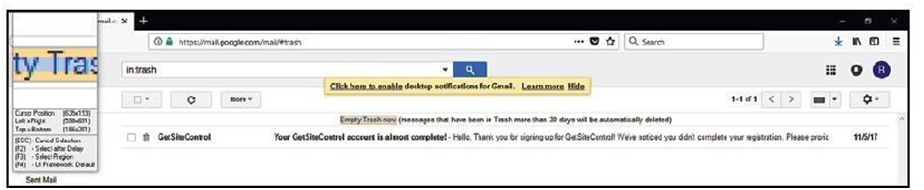 mail.c
https://mail.google.com/mail/#trash
Search
ty Tras
in:trash
R
Click here to enable desktop notifications for Gmail. Learn more Hide
More
1-1 of 1
Cursor Position
Left x Right
Top x Bottom
Empty Trash now (messages that have been in Trash more than 30 days will be automatically deleted)
GetSiteControl
Your GetSiteControl account is almost complete! - Hello, Thank you for signing up for GetSiteControl! We've noticed you didn't complete your registration. Please provic
11/5/17
(ESC) - Cancel Selection
(F2) - Select after Delay
(F3) - Select Region
(F4) - UI Framework: Default
Sent Mail